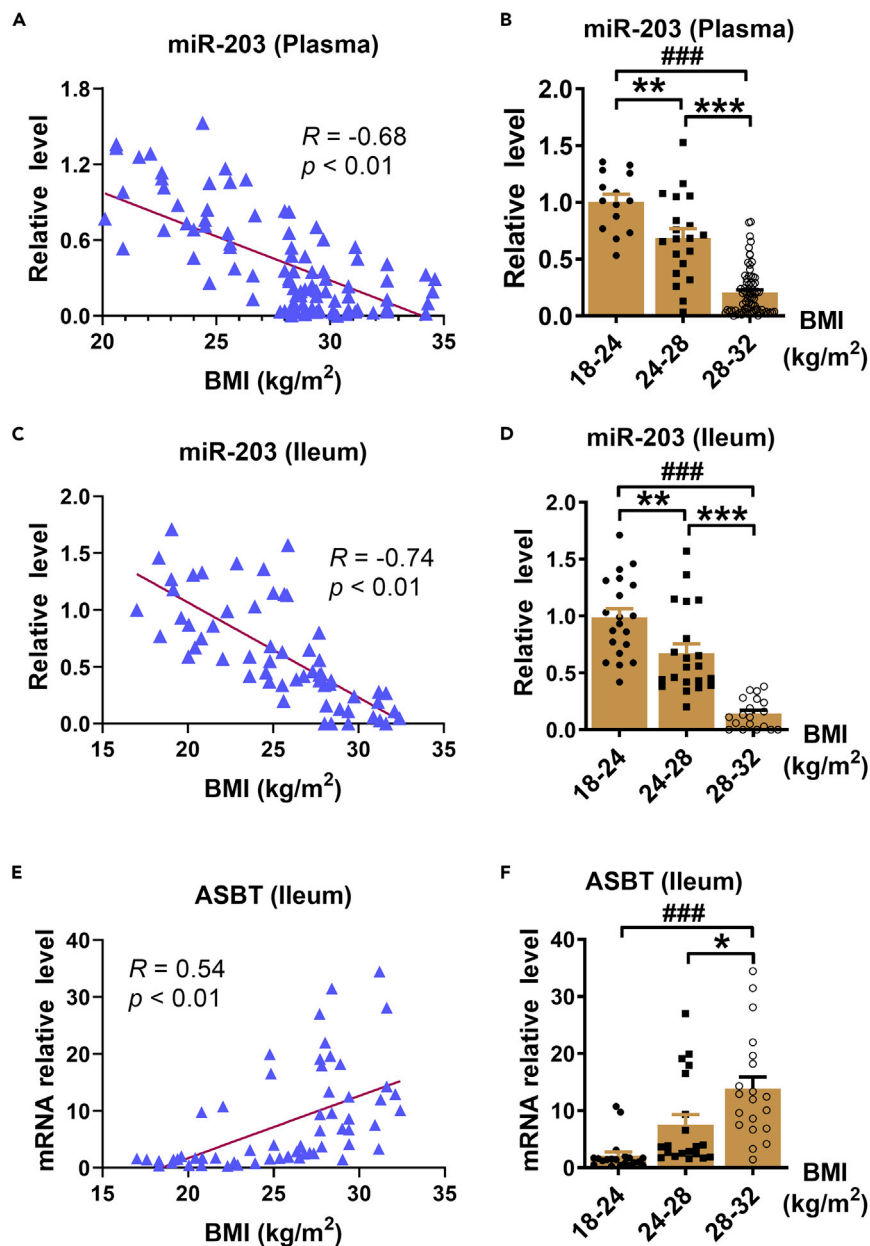 A
miR-203 (Plasma)
Relative level
1.8
1.2
0.6
0.0
R = -0.68
p < 0.01
20
25
30
35
BMI (kg/m²)
B
miR-203 (Plasma)
###
**
***
Relative level
2.0
1.5
1.0
0.5
0.0
18-24
24-28
28-32
BMI
(kg/m²)
C
miR-203 (Ileum)
Relative level
2.0
1.5
1.0
0.5
0.0
R = -0.74
p < 0.01
15
20
25
30
35
BMI (kg/m²)
D
miR-203 (Ileum)
###
**
***
Relative level
2.0
1.5
1.0
0.5
0.0
18-24
24-28
28-32
BMI
(kg/m²)
E
ASBT (Ileum)
mRNA relative level
40
30
20
10
0
R = 0.54
p < 0.01
15
20
25
30
35
BMI (kg/m²)
F
ASBT (Ileum)
###
*
mRNA relative level
40
30
20
10
0
18-24
24-28
28-32
BMI
(kg/m²)